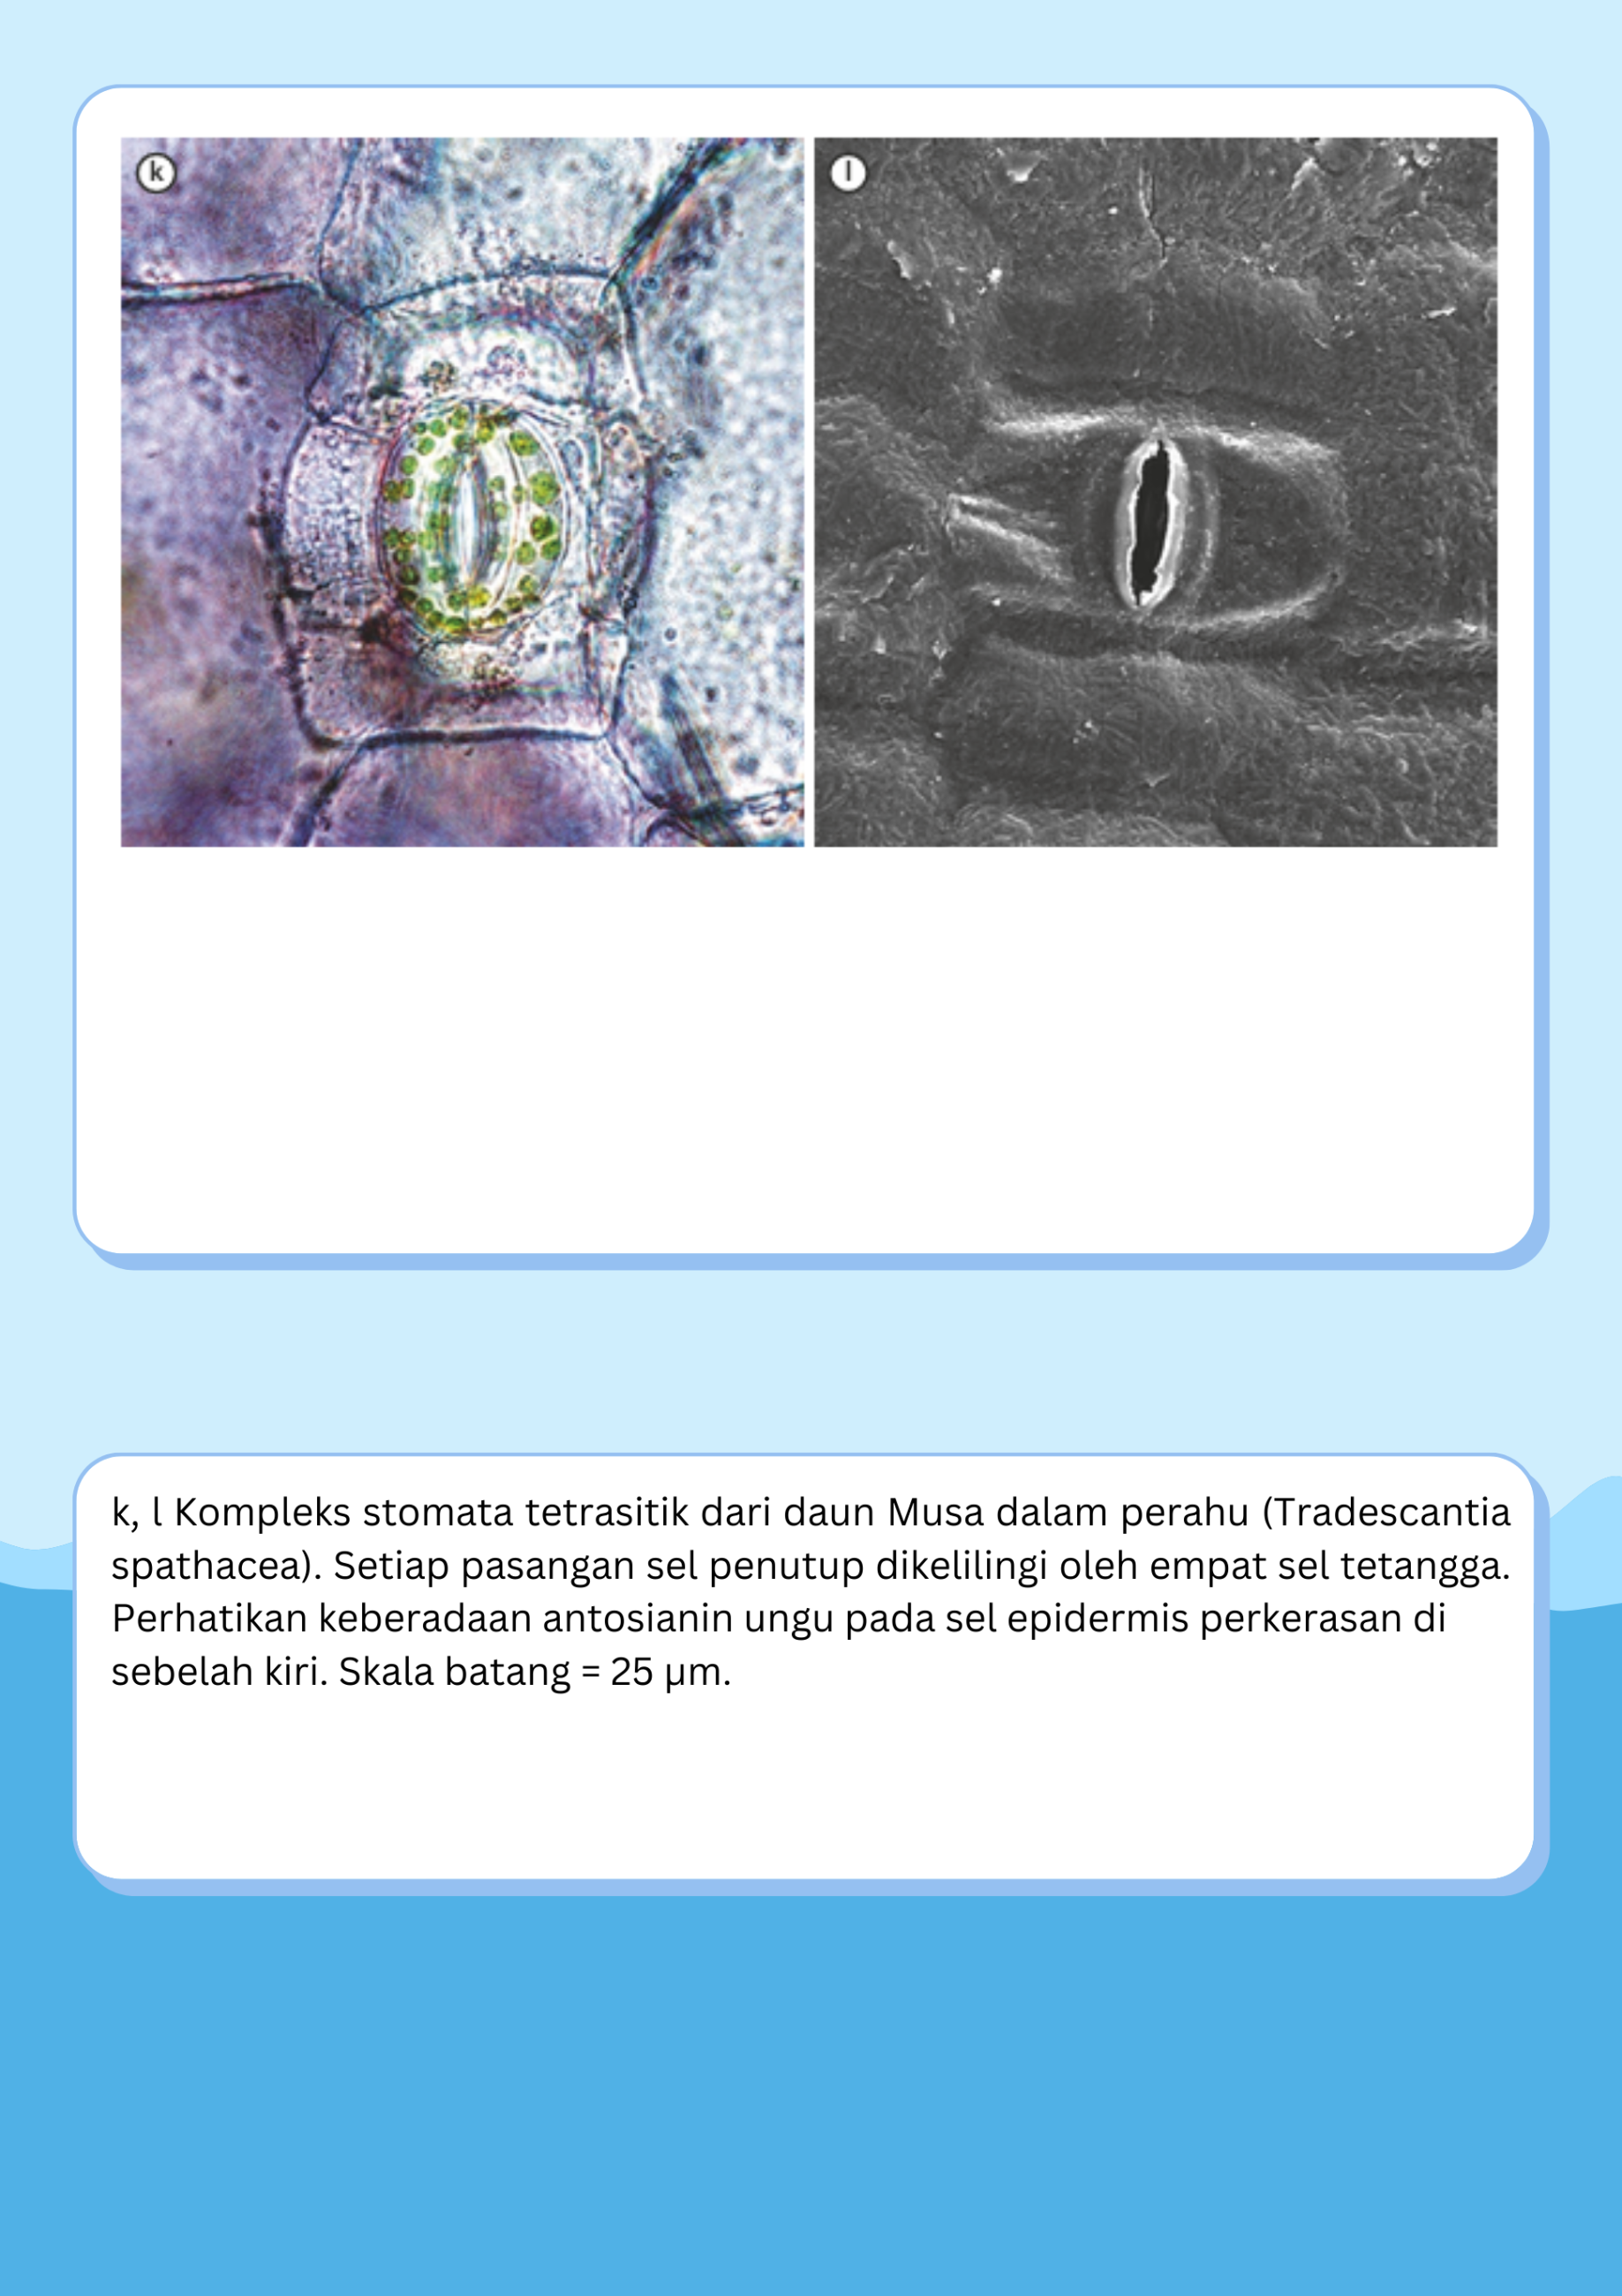 k
l
k, l Kompleks stomata tetrasitik dari daun Musa dalam perahu (Tradescantia
spathacea). Setiap pasangan sel penutup dikelilingi oleh empat sel tetangga.
Perhatikan keberadaan antosianin ungu pada sel epidermis perkerasan di
sebelah kiri. Skala batang = 25 µm.